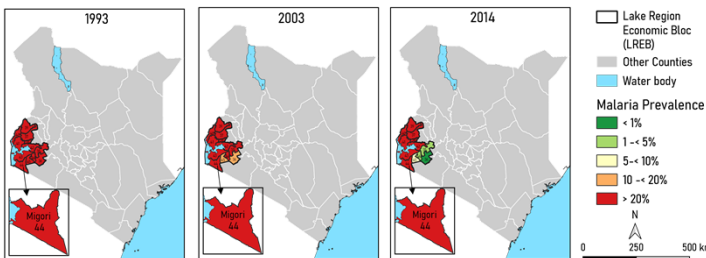 1993
2003
2014
Migori
44
Migori
44
Migori
44
Lake Region
Economic Bloc
(LREB)
Other Counties
Water body
Malaria Prevalence
< 1%
1 -< 5%
5-< 10%
10 -< 20%
> 20%
N
0 250 500 km